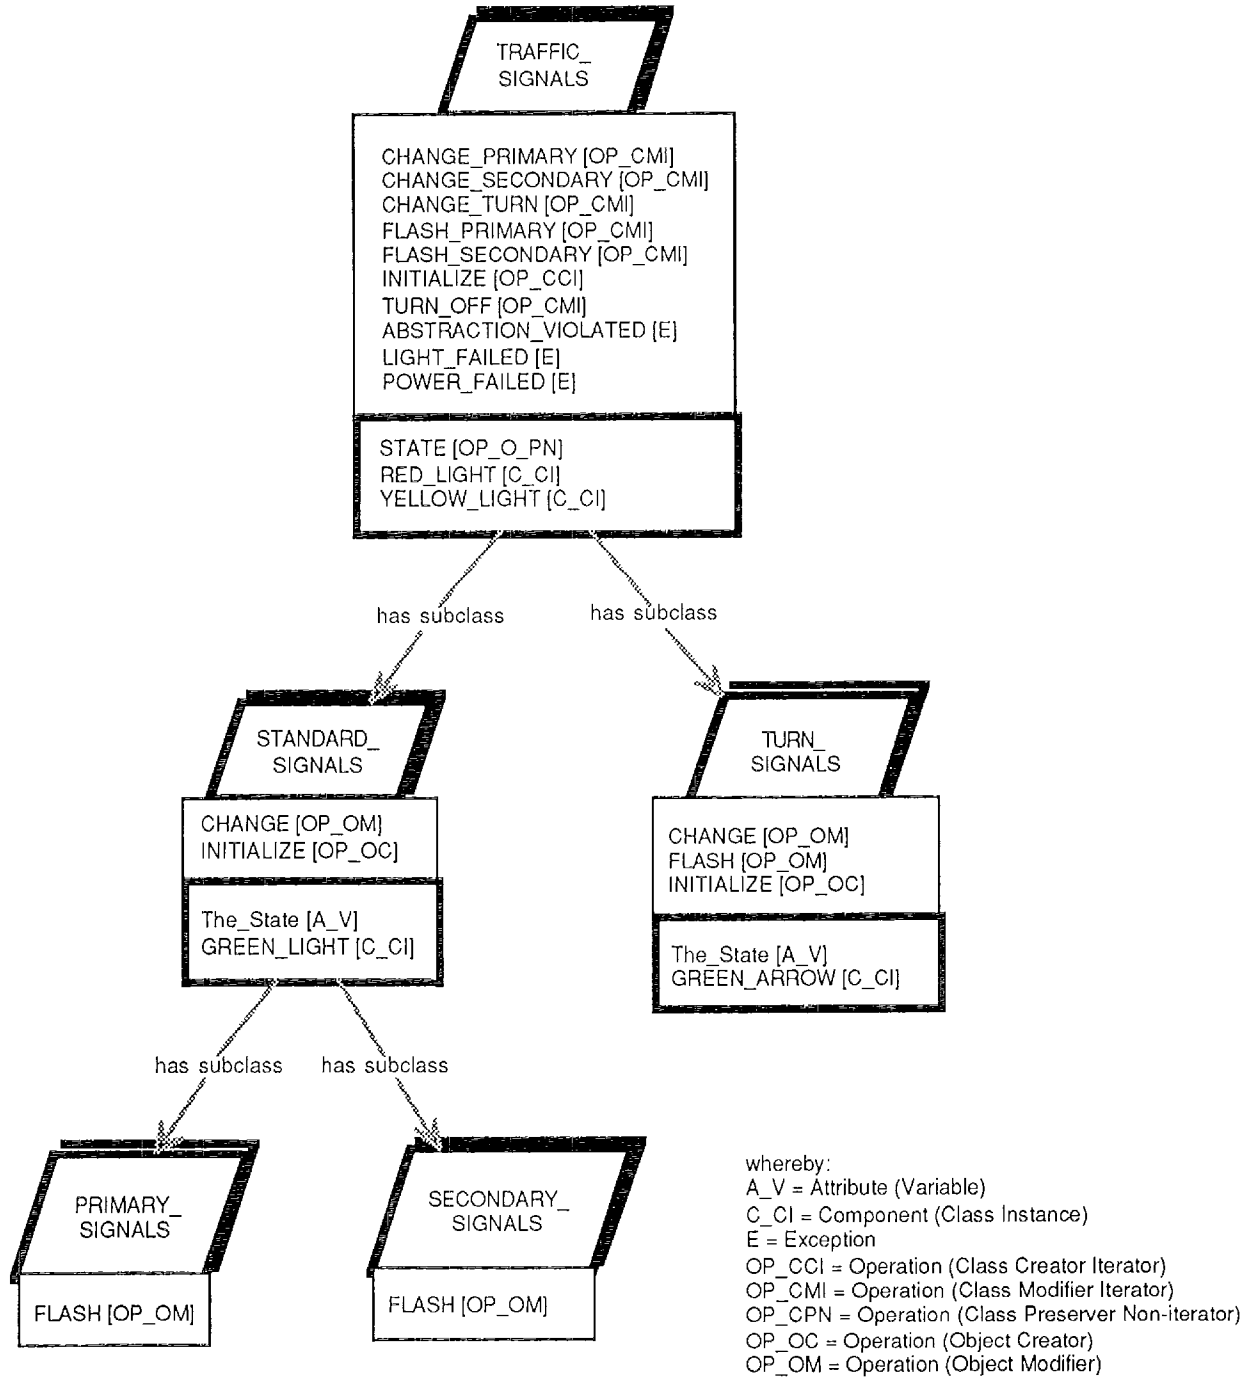 TRAFFIC_
SIGNALS
CHANGE_PRIMARY [OP_CMI]
CHANGE_SECONDARY [OP_CMI]
CHANGE_TURN [OP_CMI]
FLASH_PRIMARY [OP_CMI]
FLASH_SECONDARY [OP_CMI]
INITIALIZE [OP_CCI]
TURN_OFF [OP_CMI]
ABSTRACTION_VIOLATED [E]
LIGHT_FAILED [E]
POWER_FAILED [E]
STATE [OP_O_PN]
RED_LIGHT [C_CI]
YELLOW_LIGHT [C_CI]
has subclass
has subclass
STANDARD_
SIGNALS
CHANGE [OP_OM]
INITIALIZE [OP_OC]
The_State [A_V]
GREEN_LIGHT [C_CI]
TURN_
SIGNALS
CHANGE [OP_OM]
FLASH [OP_OM]
INITIALIZE [OP_OC]
The_State [A_V]
GREEN_ARROW [C_CI]
has subclass
has subclass
PRIMARY_
SIGNALS
FLASH [OP_OM]
SECONDARY_
SIGNALS
FLASH [OP_OM]
whereby:
A_V = Attribute (Variable)
C_CI = Component (Class Instance)
E = Exception
OP_CCI = Operation (Class Creator Iterator)
OP_CMI = Operation (Class Modifier Iterator)
OP_CPN = Operation (Class Preserver Non-iterator)
OP_OC = Operation (Object Creator)
OP_OM = Operation (Object Modifier)